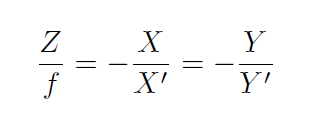 Z/f = −X/X′ = −Y/Y′